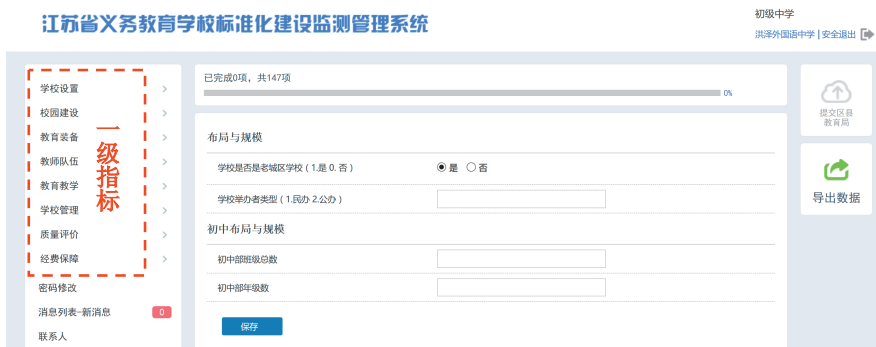 江苏省义务教育学校标准化建设监测管理系统
初级中学
洪泽外国语中学 | 安全退出
学校设置
校园建设
教育装备
教师队伍
教育教学
学校管理
质量评价
经费保障
一级指标
密码修改
消息列表-新消息 0
联系人
已完成0项，共147项
0%
布局与规模
学校是否是老城区学校（1.是 0. 否） 是 否
学校举办者类型（1.民办 2.公办）
初中布局与规模
初中部班级总数
初中部年级数
保存
提交区县
教育局
导出数据